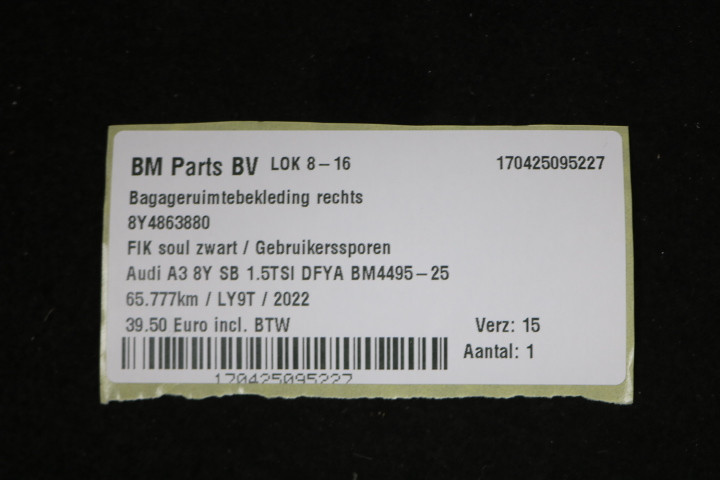 BM Parts BV LOK 8-16 170425095227
Bagageruimtebekleding rechts
8Y4863880
FIK soul zwart / Gebruikerssporen
Audi A3 8Y SB 1.5TSI DFYA BM4495-25
65.777km / LY9T / 2022
39.50 Euro incl. BTW Verz: 15
Aantal: 1
170425095227